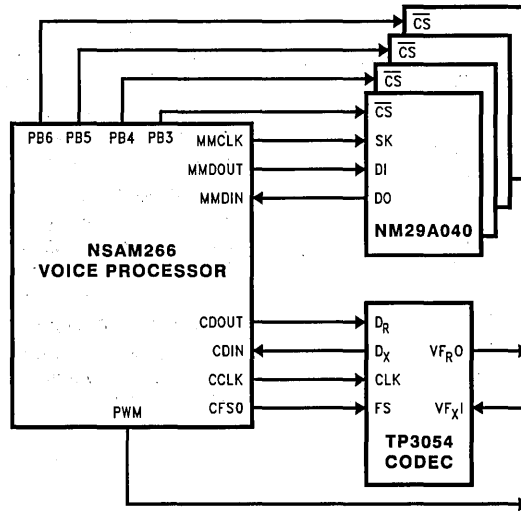 CS
CS
CS
PB6 PB5 PB4 PB3
CS
MMCLK
SK
MMDOUT
DI
MMDIN
DO
NM29A040
NSAM266
VOICE PROCESSOR
CDOUT
DR
CDIN
DX
VFRO
CCLK
CLK
CFS0
FS
VFXI
PWM
TP3054
CODEC